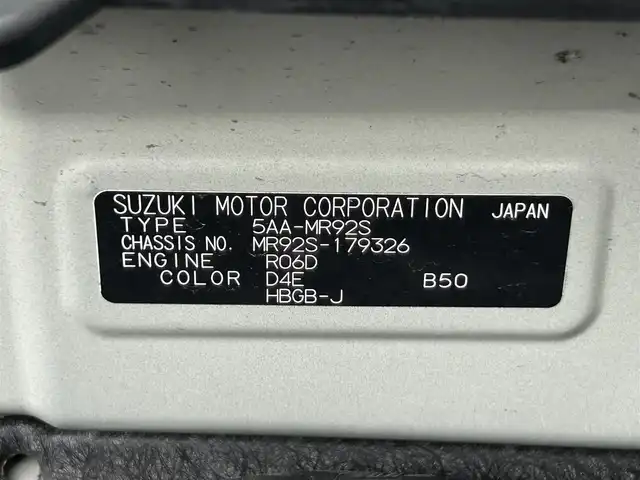 SUZUKI MOTOR CORPORATION JAPAN
TYPE 5AA-MR92S
CHASSIS NO. MR92S-179326
ENGINE R06D
COLOR D4E B50
HBGB-J